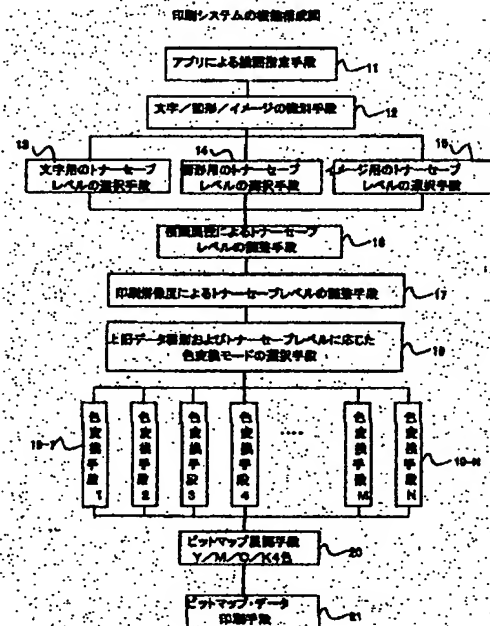 印刷システムの機能構成図
アプリによる描画指定手段
11
文字/図形/イメージの識別手段
12
13
14
15
文字用のトナーセーブ
レベルの選択手段
図形用のトナーセーブ
レベルの選択手段
イメージ用のトナーセーブ
レベルの選択手段
によるトナーセーブ
レベルの調整手段
16
印刷解像度によるトナーセーブレベルの調整手段
17
上記データ種別およびトナーセーブレベルに応じた
色変換モードの選択手段
18
色変換手段1
色変換手段2
色変換手段3
色変換手段4
····
色変換手段M
色変換手段N
19-1
19-N
ビットマップ展開手段
Y/M/C/K4色
20
ビットマップ・データ
印刷手段
21